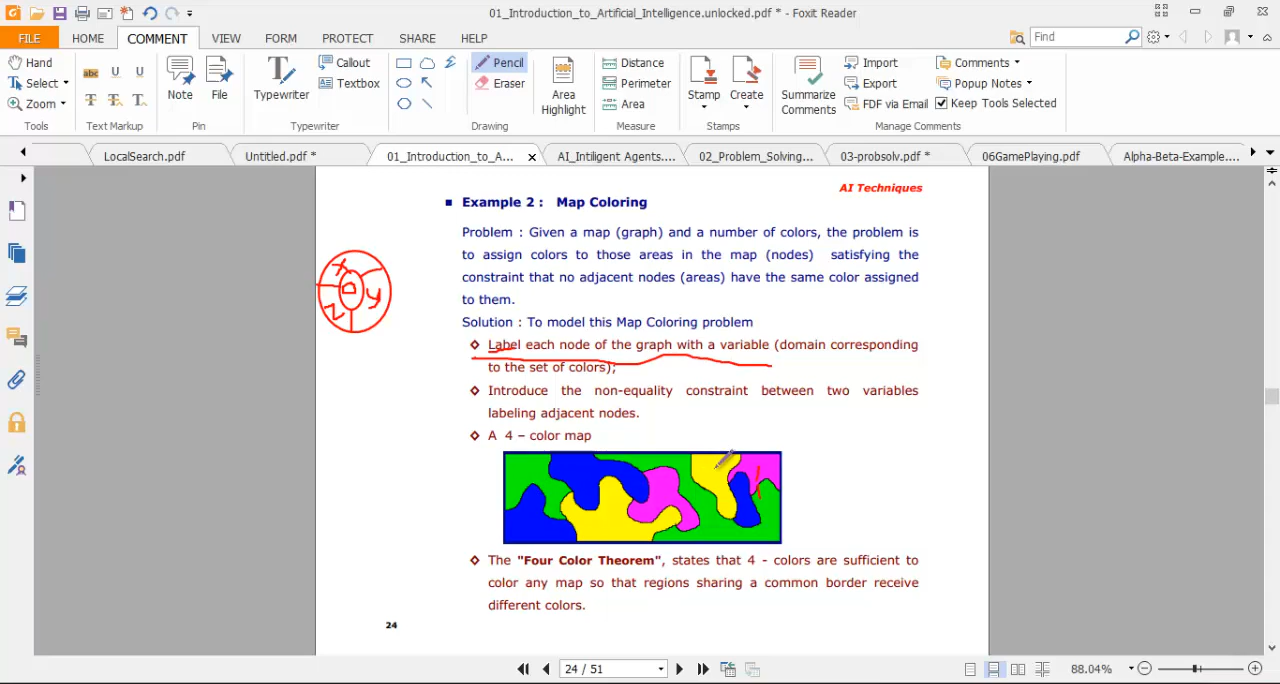 01_Introduction_to_Artificial_Intelligence.unlocked.pdf * - Foxit Reader
FILE HOME COMMENT VIEW FORM PROTECT SHARE HELP Find
Hand Select Zoom Tools
abc U U T T T Text Markup
Note File Pin
Typewriter Callout Textbox Typewriter
Pencil Eraser Drawing
Area Highlight
Distance Perimeter Area Measure
Stamp Create Stamps
Summarize Comments Import Export FDF via Email Comments Popup Notes Keep Tools Selected Manage Comments
LocalSearch.pdf Untitled.pdf * 01_Introduction_to_A... x AI_Intiligent Agents.... 02_Problem_Solving... 03-probsolv.pdf * 06GamePlaying.pdf Alpha-Beta-Example....
AI Techniques
Example 2 : Map Coloring
Problem : Given a map (graph) and a number of colors, the problem is
to assign colors to those areas in the map (nodes) satisfying the
constraint that no adjacent nodes (areas) have the same color assigned
to them.
X Y Z
Solution : To model this Map Coloring problem
Label each node of the graph with a variable (domain corresponding
to the set of colors);
Introduce the non-equality constraint between two variables
labeling adjacent nodes.
A 4 – color map
The "Four Color Theorem", states that 4 - colors are sufficient to
color any map so that regions sharing a common border receive
different colors.
24
24 / 51 88.04%